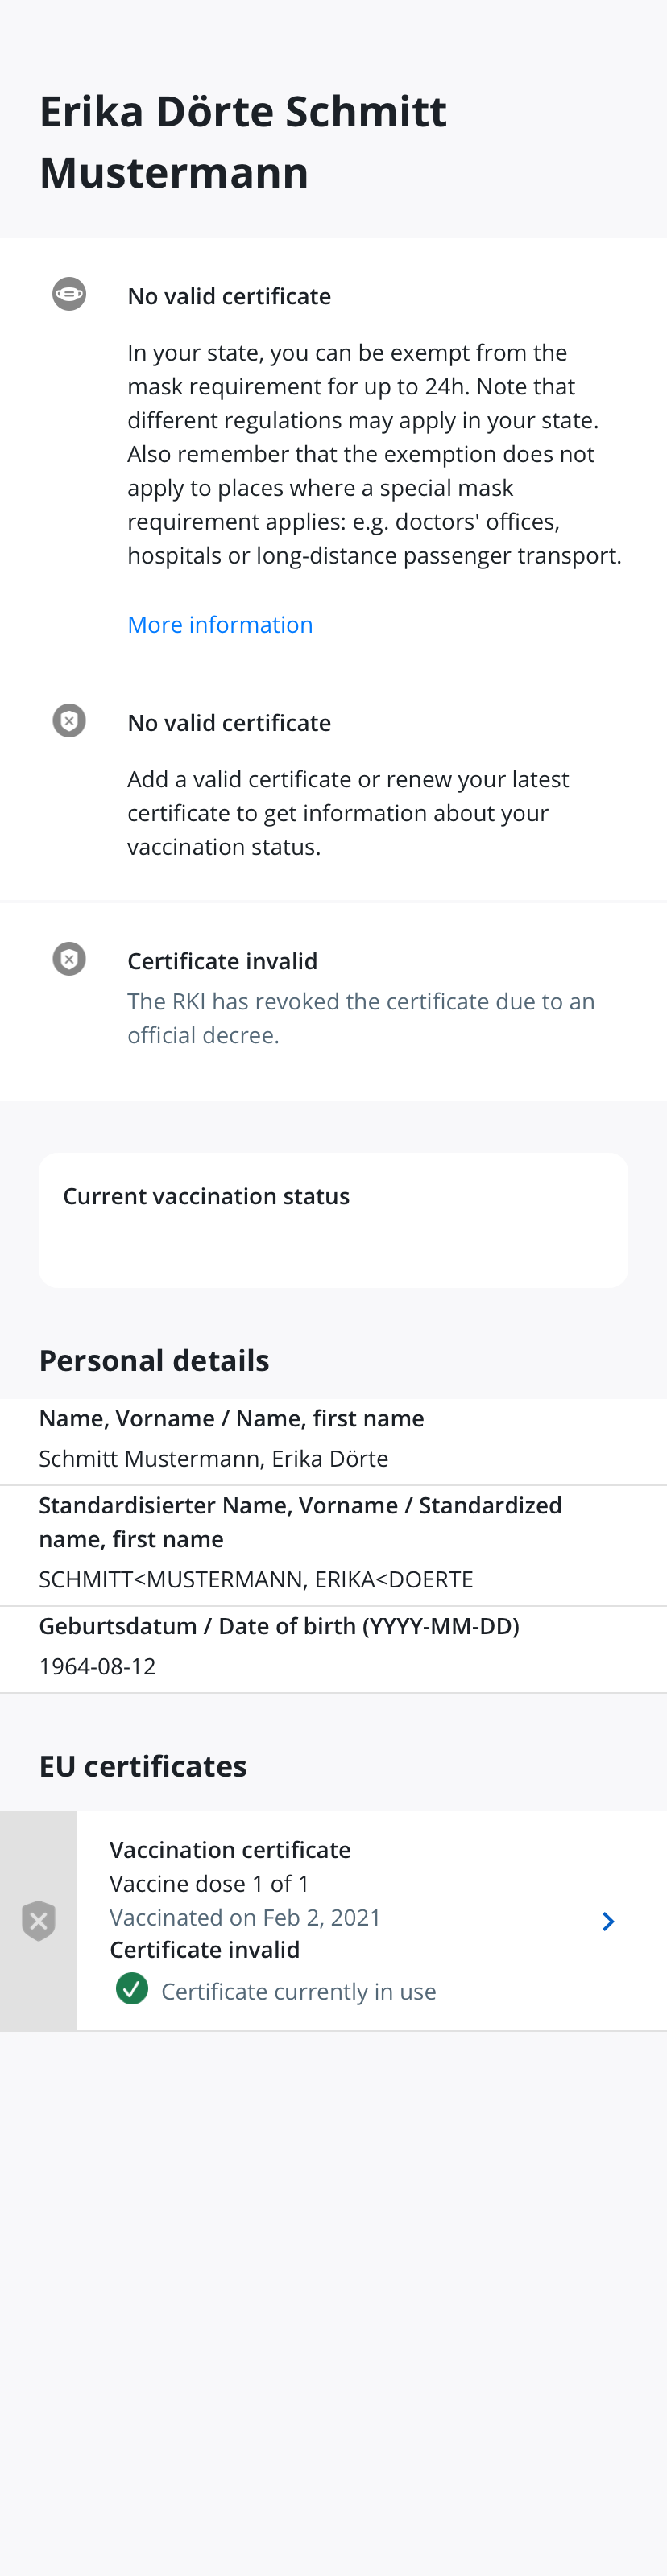 Erika Dörte Schmitt
Mustermann
No valid certificate
In your state, you can be exempt from the
mask requirement for up to 24h. Note that
different regulations may apply in your state.
Also remember that the exemption does not
apply to places where a special mask
requirement applies: e.g. doctors' offices,
hospitals or long-distance passenger transport.
More information
No valid certificate
Add a valid certificate or renew your latest
certificate to get information about your
vaccination status.
Certificate invalid
The RKI has revoked the certificate due to an
official decree.
Current vaccination status
Personal details
Name, Vorname / Name, first name
Schmitt Mustermann, Erika Dörte
Standardisierter Name, Vorname / Standardized
name, first name
SCHMITT<MUSTERMANN, ERIKA<DOERTE
Geburtsdatum / Date of birth (YYYY-MM-DD)
1964-08-12
EU certificates
Vaccination certificate
Vaccine dose 1 of 1
Vaccinated on Feb 2, 2021
Certificate invalid
Certificate currently in use